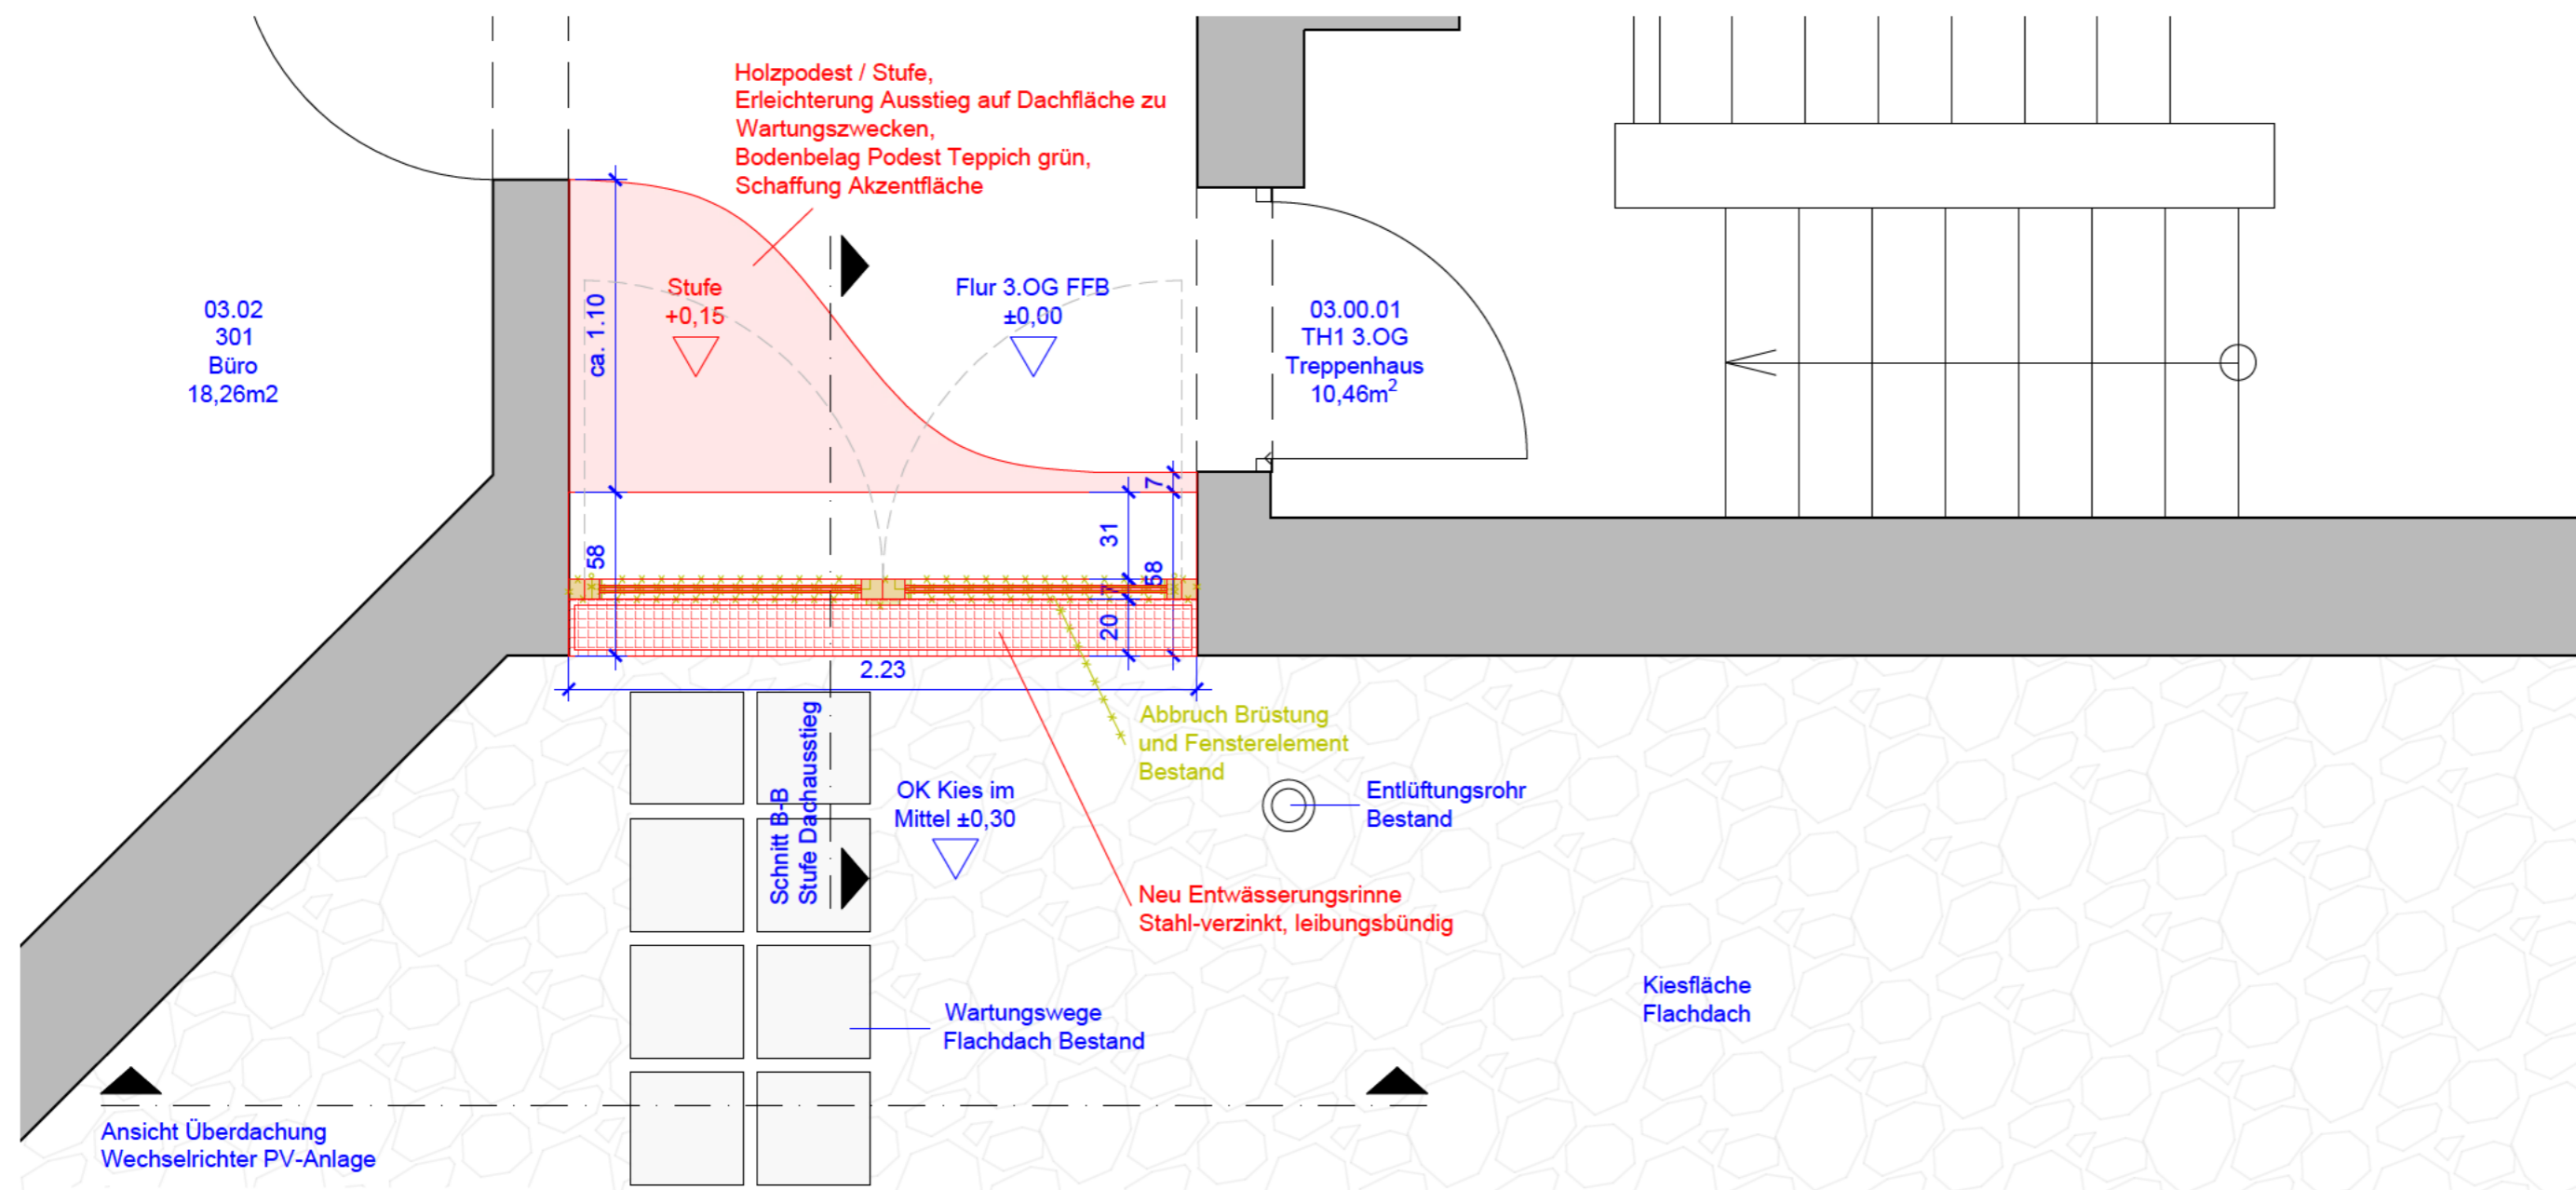 Holzpodest / Stufe,
Erleichterung Ausstieg auf Dachfläche zu
Wartungszwecken,
Bodenbelag Podest Teppich grün,
Schaffung Akzentfläche
03.02
301
Büro
18,26m2
ca. 1.10
Stufe
+0,15
Flur 3.OG FFB
±0,00
03.00.01
TH1 3.OG
Treppenhaus
10,46m²
7
31
58
58
7
20
2.23
Schnitt B-B
Stufe Dachausstieg
Abbruch Brüstung
und Fensterelement
Bestand
OK Kies im
Mittel ±0,30
Entlüftungsrohr
Bestand
Neu Entwässerungsrinne
Stahl-verzinkt, leibungsbündig
Kiesfläche
Flachdach
Wartungswege
Flachdach Bestand
Ansicht Überdachung
Wechselrichter PV-Anlage